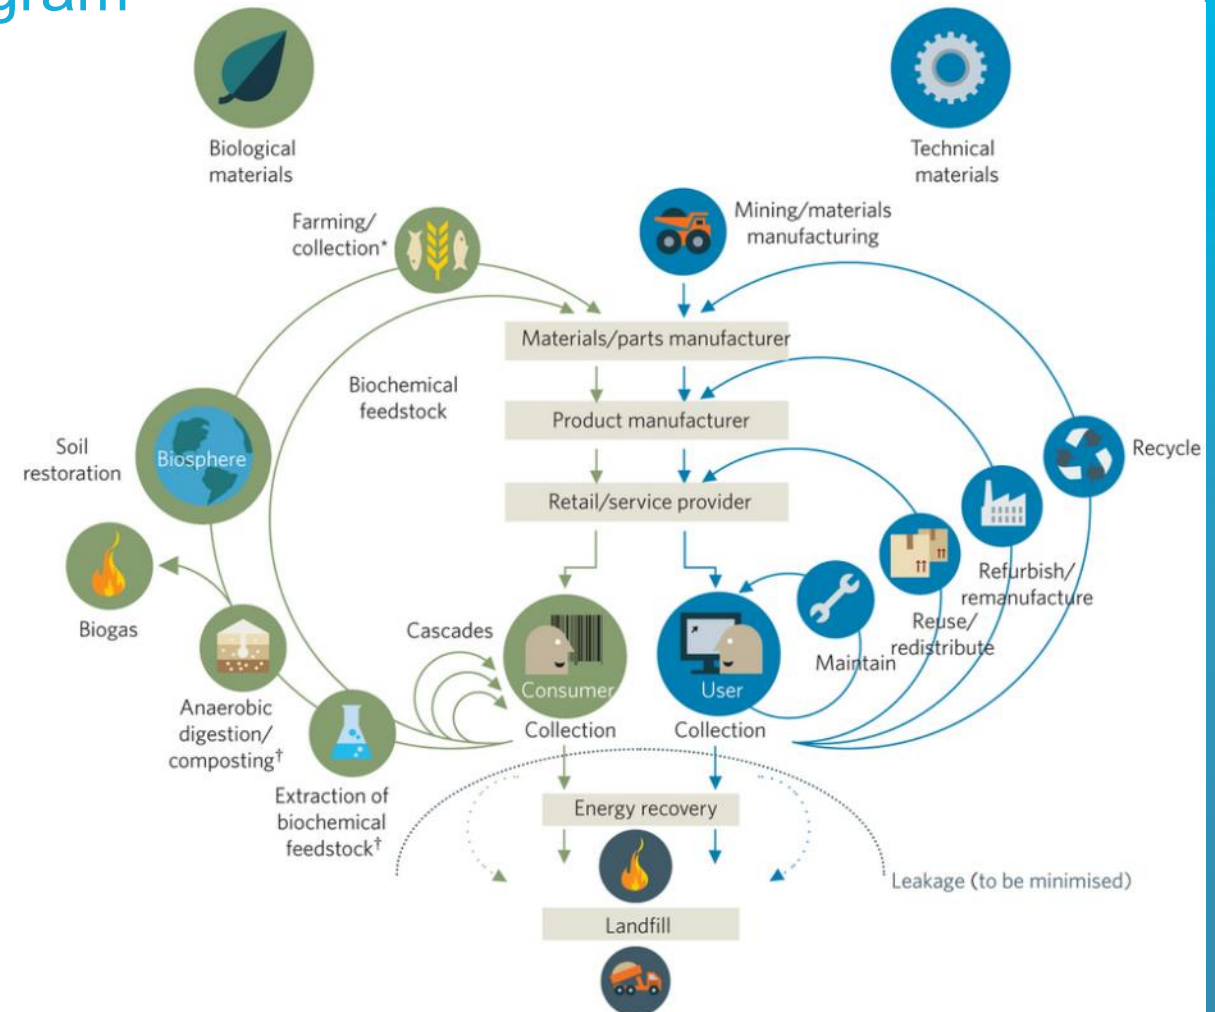 gram
Biological
materials
Technical
materials
Farming/
collection*
Mining/materials
manufacturing
Materials/parts manufacturer
Biochemical
feedstock
Product manufacturer
Soil
restoration
Biosphere
Recycle
Retail/service provider
Refurbish/
remanufacture
Biogas
Cascades
Reuse/
redistribute
Maintain
Consumer
User
Anaerobic
digestion/
composting†
Collection
Collection
Extraction of
biochemical
feedstock†
Energy recovery
Leakage (to be minimised)
Landfill